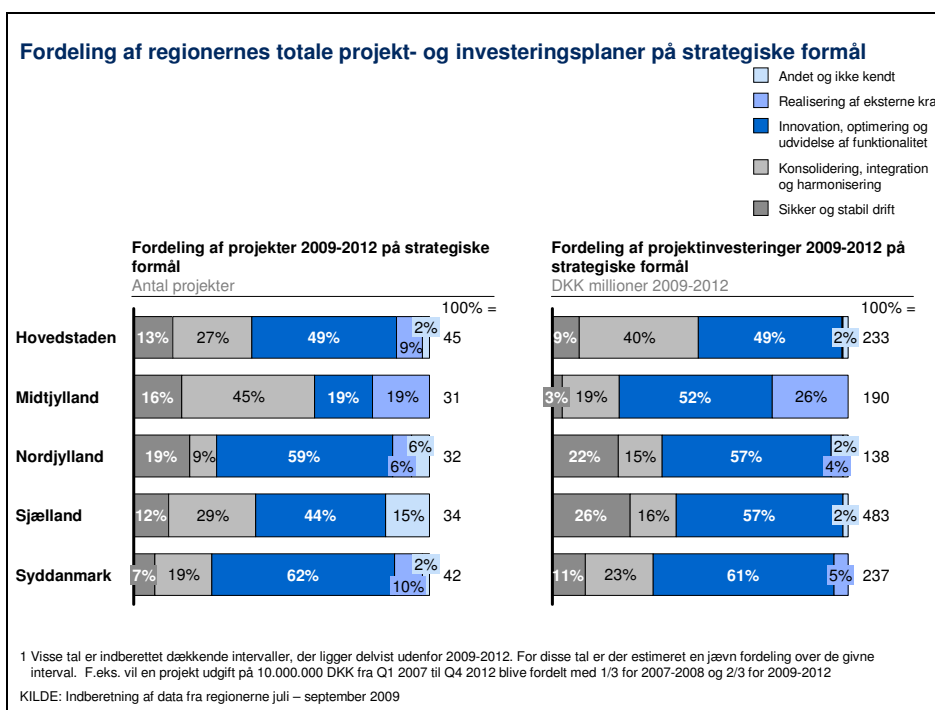 Fordeling af regionernes totale projekt- og investeringsplaner på strategiske formål
Andet og ikke kendt
Realisering af eksterne kra
Innovation, optimering og
udvidelse af funktionalitet
Konsolidering, integration
og harmonisering
Sikker og stabil drift
Fordeling af projekter 2009-2012 på strategiske
formål
Antal projekter
100% =
Hovedstaden 13% 27% 49% 9% 2% 45
Midtjylland 16% 45% 19% 19% 31
Nordjylland 19% 9% 59% 6% 6% 32
Sjælland 12% 29% 44% 15% 34
Syddanmark 7% 19% 62% 10% 2% 42
Fordeling af projektinvesteringer 2009-2012 på
strategiske formål
DKK millioner 2009-2012
100% =
9% 40% 49% 2% 233
3% 19% 52% 26% 190
22% 15% 57% 4% 2% 138
26% 16% 57% 2% 483
11% 23% 61% 5% 237
1 Visse tal er indberettet dækkende intervaller, der ligger delvist udenfor 2009-2012. For disse tal er der estimeret en jævn fordeling over de givne
interval. F.eks. vil en projekt udgift på 10.000.000 DKK fra Q1 2007 til Q4 2012 blive fordelt med 1/3 for 2007-2008 og 2/3 for 2009-2012
KILDE: Indberetning af data fra regionerne juli – september 2009